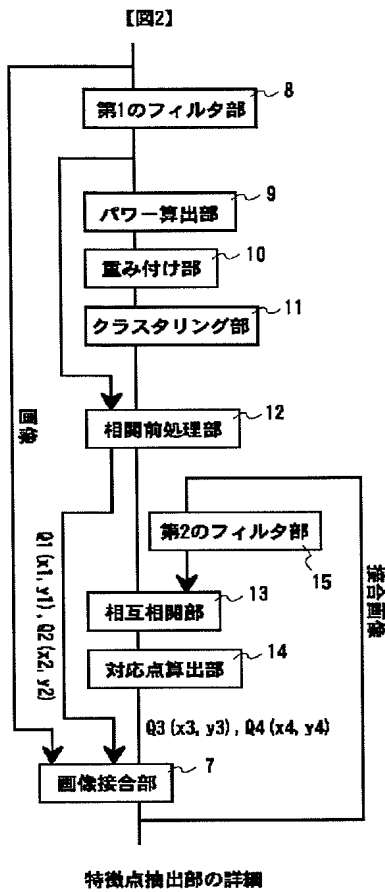 【図2】
第1のフィルタ部
8
パワー算出部
9
重み付け部
10
クラスタリング部
11
相関前処理部
12
画像
Q1(x1,y1),Q2(x2,y2)
第2のフィルタ部
15
接合画像
相互相関部
13
対応点算出部
14
Q3(x3,y3),Q4(x4,y4)
画像接合部
7
特徴点抽出部の詳細